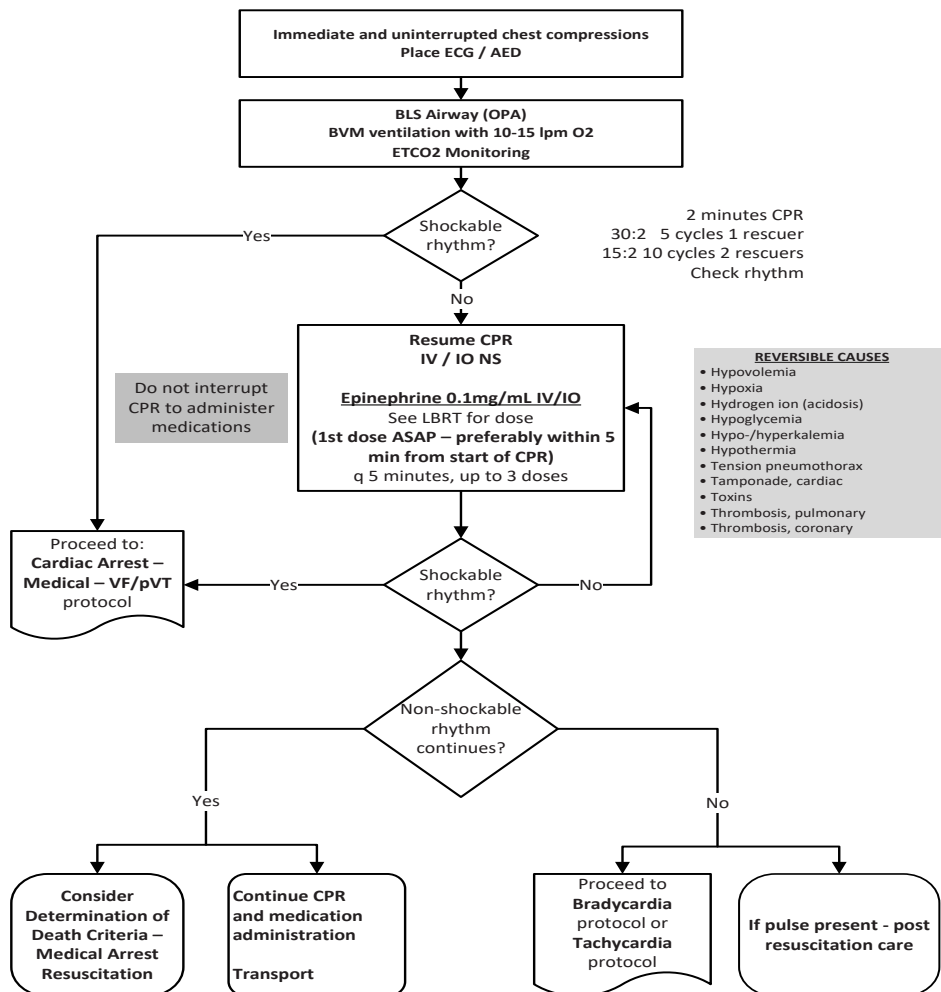 Immediate and uninterrupted chest compressions
Place ECG / AED
BLS Airway (OPA)
BVM ventilation with 10-15 lpm O2
ETCO2 Monitoring
Shockable
rhythm?
Yes
No
2 minutes CPR
30:2 5 cycles 1 rescuer
15:2 10 cycles 2 rescuers
Check rhythm
Resume CPR
IV / IO NS
Epinephrine 0.1mg/mL IV/IO
See LBRT for dose
(1st dose ASAP – preferably within 5
min from start of CPR)
q 5 minutes, up to 3 doses
Do not interrupt
CPR to administer
medications
REVERSIBLE CAUSES
• Hypovolemia
• Hypoxia
• Hydrogen ion (acidosis)
• Hypoglycemia
• Hypo-/hyperkalemia
• Hypothermia
• Tension pneumothorax
• Tamponade, cardiac
• Toxins
• Thrombosis, pulmonary
• Thrombosis, coronary
Proceed to:
Cardiac Arrest –
Medical – VF/pVT
protocol
Yes
Shockable
rhythm?
No
Non-shockable
rhythm
continues?
Yes
No
Consider
Determination of
Death Criteria –
Medical Arrest
Resuscitation
Continue CPR
and medication
administration
Transport
Proceed to
Bradycardia
protocol or
Tachycardia
protocol
If pulse present - post
resuscitation care